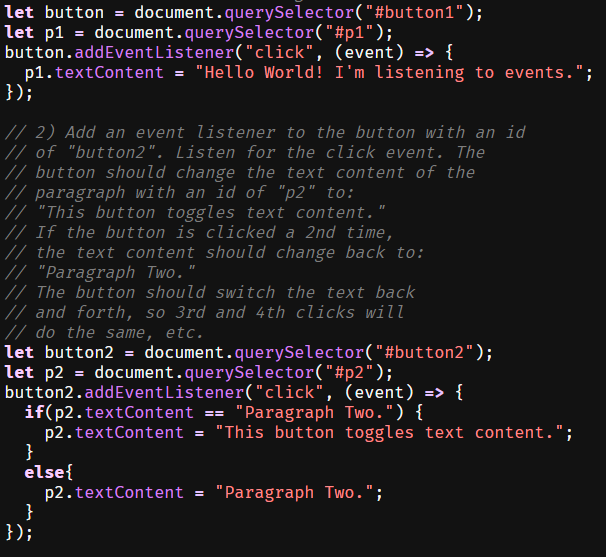 let button = document.querySelector("#button1");
let p1 = document.querySelector("#p1");
button.addEventListener("click", (event) => {
  p1.textContent = "Hello World! I'm listening to events.";
});

// 2) Add an event listener to the button with an id
// of "button2". Listen for the click event. The
// button should change the text content of the
// paragraph with an id of "p2" to:
// "This button toggles text content."
// If the button is clicked a 2nd time,
// the text content should change back to:
// "Paragraph Two."
// The button should switch the text back
// and forth, so 3rd and 4th clicks will
// do the same, etc.
let button2 = document.querySelector("#button2");
let p2 = document.querySelector("#p2");
button2.addEventListener("click", (event) => {
  if(p2.textContent == "Paragraph Two.") {
    p2.textContent = "This button toggles text content.";
  }
  else{
    p2.textContent = "Paragraph Two.";
  }
});